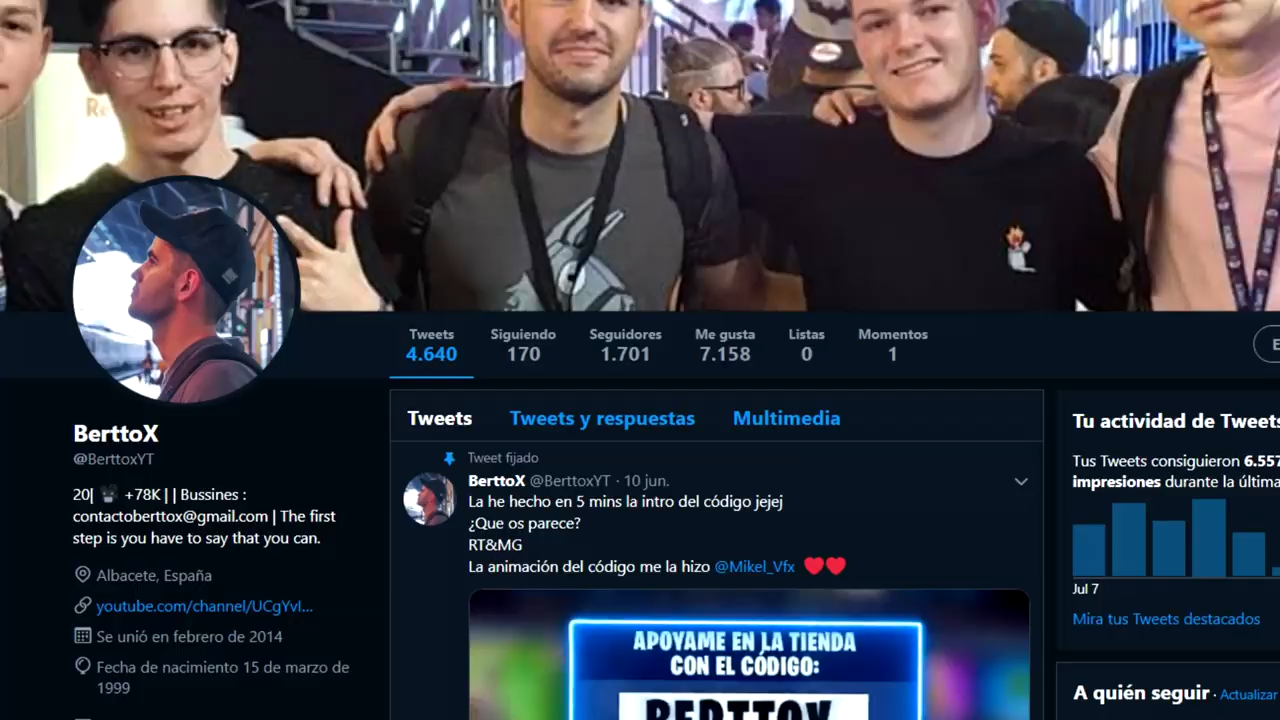 Tweets
4.640
Siguiendo
170
Seguidores
1.701
Me gusta
7.158
Listas
0
Momentos
1
BerttoX
@BerttoxYT
20| +78K | | Bussines :
contactoberttox@gmail.com | The first
step is you have to say that you can.
Albacete, España
youtube.com/channel/UCgYvI...
Se unió en febrero de 2014
Fecha de nacimiento 15 de marzo de
1999
Tweets Tweets y respuestas Multimedia
Tweet fijado
BerttoX @BerttoxYT · 10 jun.
La he hecho en 5 mins la intro del código jejej
¿Que os parece?
RT&MG
La animación del código me la hizo @Mikel_Vfx ❤️❤️
APOYAME EN LA TIENDA
CON EL CÓDIGO:
BERTTOX
Tu actividad de Tweets
Tus Tweets consiguieron 6.557
impresiones durante la última
Jul 7
Mira tus Tweets destacados
A quién seguir · Actualizar